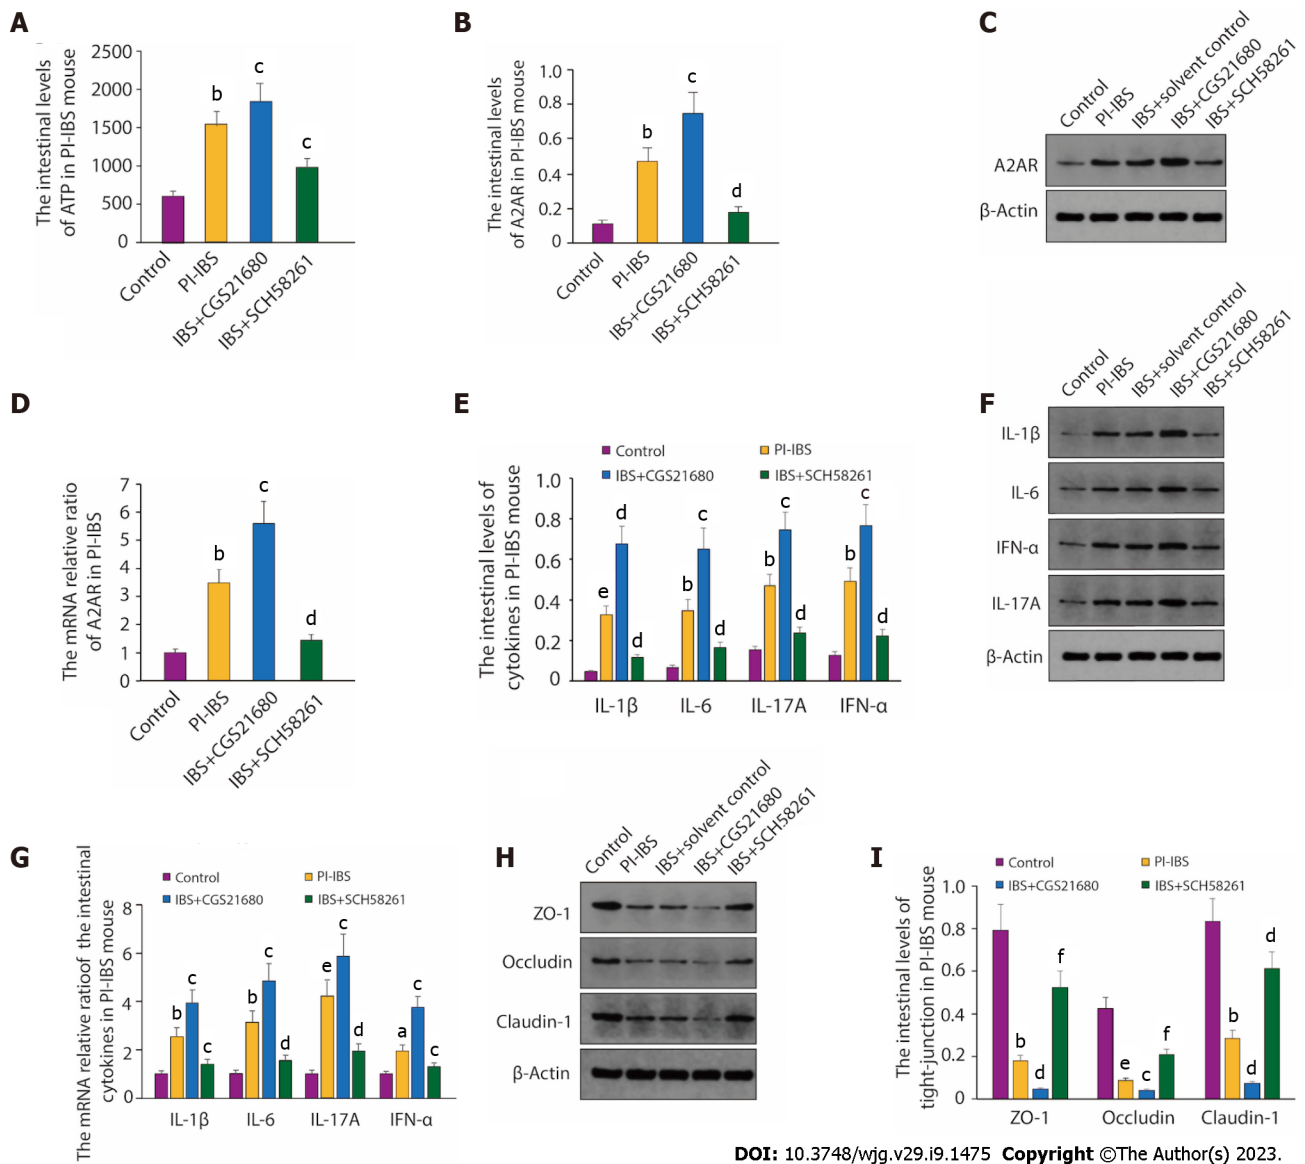 A
The intestinal levels
of ATP in PI-IBS mouse
2500
2000
1500
1000
500
0
b
c
c
Control
PI-IBS
IBS+CGS21680
IBS+SCH58261
B
The intestinal levels
of A2AR in PI-IBS mouse
1.0
0.8
0.6
0.4
0.2
0
b
c
d
Control
PI-IBS
IBS+CGS21680
IBS+SCH58261
C
Control
PI-IBS
IBS+solvent control
IBS+CGS21680
IBS+SCH58261
A2AR
β-Actin
D
The mRNA relative ratio
of A2AR in PI-IBS
7
6
5
4
3
2
1
0
b
c
d
Control
PI-IBS
IBS+CGS21680
IBS+SCH58261
E
Control
PI-IBS
IBS+CGS21680
IBS+SCH58261
The intestinal levels of
cytokines in PI-IBS mouse
1.0
0.8
0.6
0.4
0.2
0
e
d
d
b
c
d
b
c
d
b
c
d
IL-1β
IL-6
IL-17A
IFN-α
F
Control
PI-IBS
IBS+solvent control
IBS+CGS21680
IBS+SCH58261
IL-1β
IL-6
IFN-α
IL-17A
β-Actin
G
The mRNA relative ratioof the intestinal
cytokines in PI-IBS mouse
Control
PI-IBS
IBS+CGS21680
IBS+SCH58261
8
6
4
2
0
b
c
c
b
c
d
e
c
d
a
c
c
IL-1β
IL-6
IL-17A
IFN-α
H
Control
PI-IBS
IBS+solvent control
IBS+CGS21680
IBS+SCH58261
ZO-1
Occludin
Claudin-1
β-Actin
I
Control
PI-IBS
IBS+CGS21680
IBS+SCH58261
The intestinal levels of
tight-junction in PI-IBS mouse
1.0
0.8
0.6
0.4
0.2
0
b
d
f
e
c
f
b
d
d
ZO-1
Occludin
Claudin-1
DOI: 10.3748/wjg.v29.i9.1475 Copyright ©The Author(s) 2023.